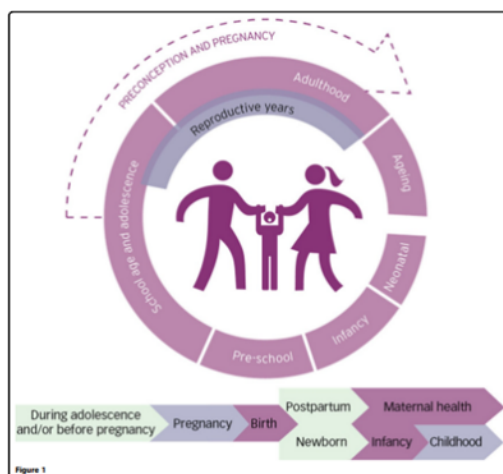 PRECONCEPTION AND PREGNANCY
Adulthood
Reproductive years
Ageing
School age and adolescence
Neonatal
Infancy
Pre-school
During adolescence
and/or before pregnancy
Pregnancy
Birth
Postpartum
Maternal health
Newborn
Infancy
Childhood
Figure 1